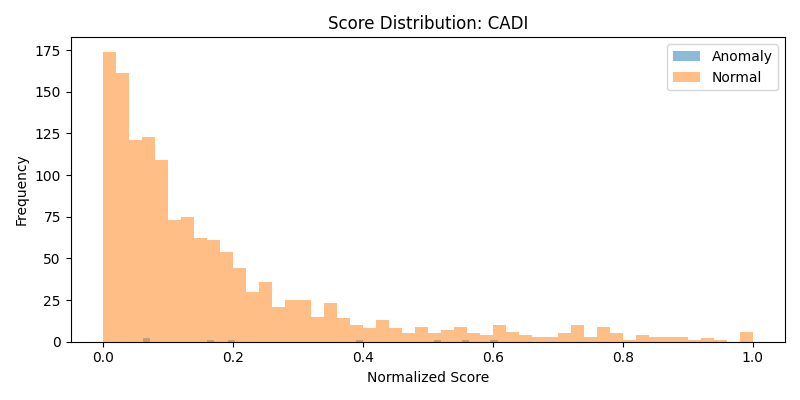 Score Distribution: CADI
Anomaly
Normal
Frequency
175
150
125
100
75
50
25
0
0.0 0.2 0.4 0.6 0.8 1.0
Normalized Score